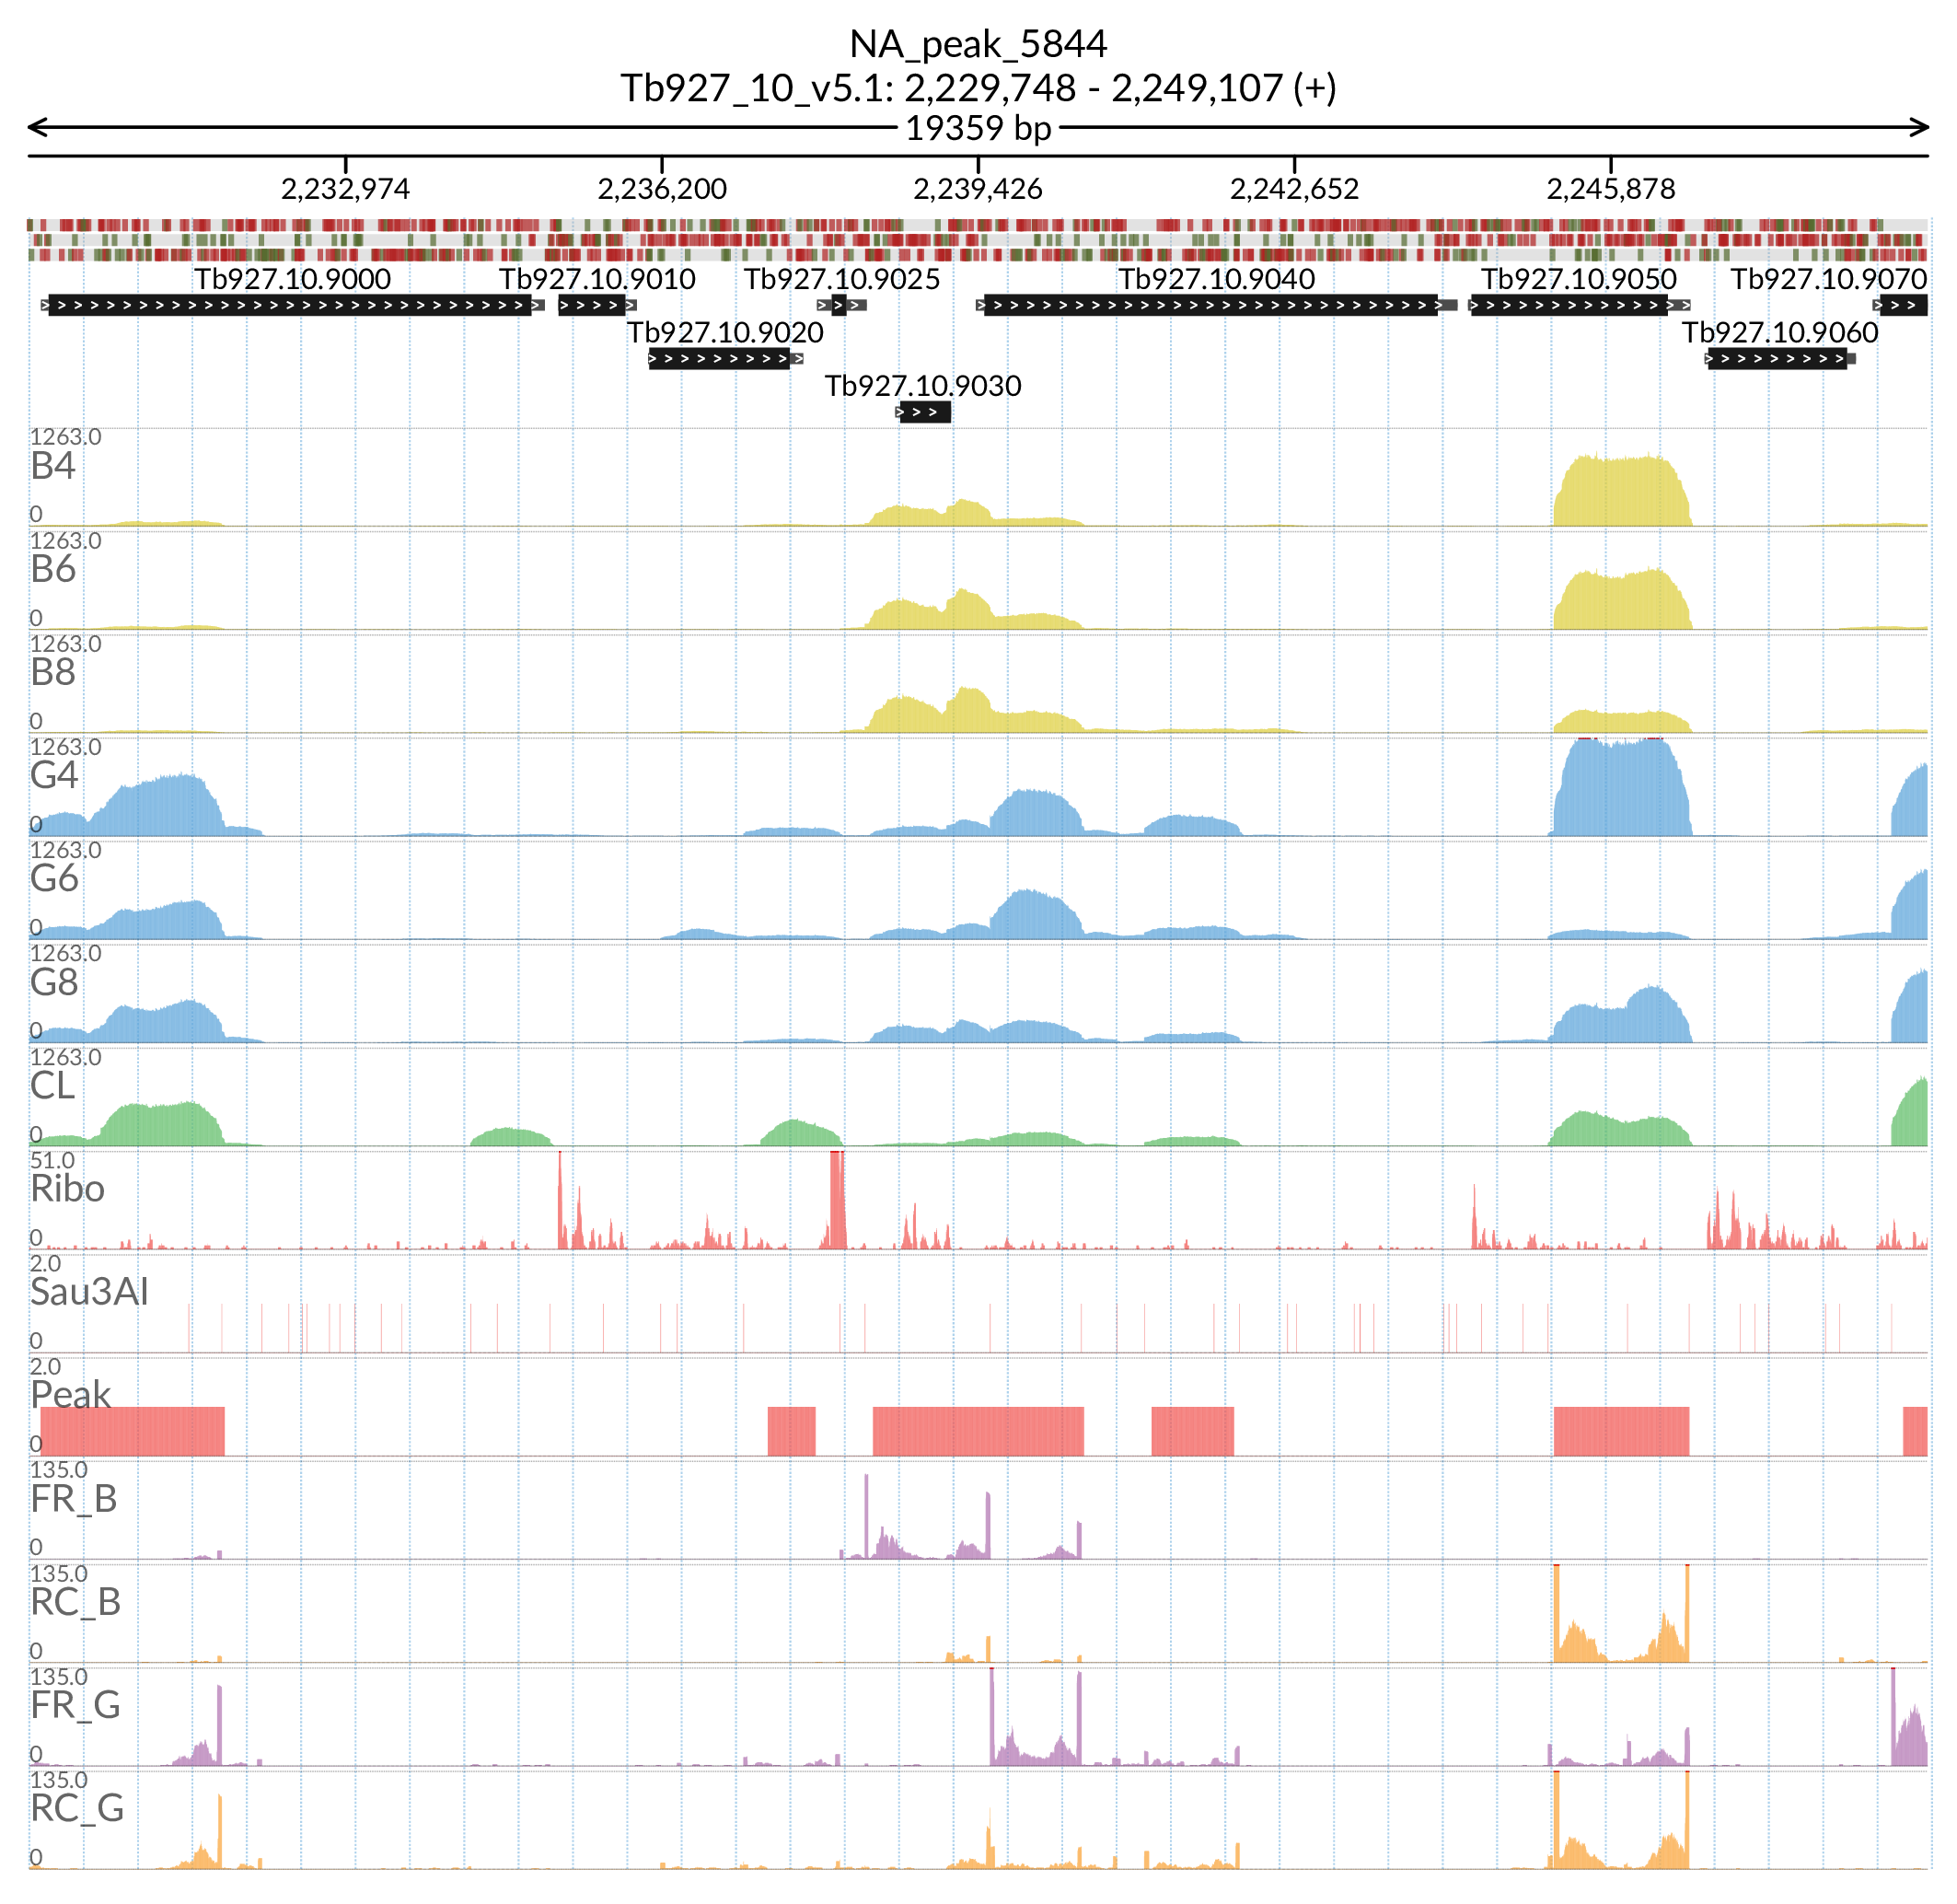 NA_peak_5844
Tb927_10_v5.1: 2,229,748 - 2,249,107 (+)
19359 bp
2,232,974 2,236,200 2,239,426 2,242,652 2,245,878
Tb927.10.9000 Tb927.10.9010 Tb927.10.9025 Tb927.10.9040 Tb927.10.9050 Tb927.10.9070
Tb927.10.9020 Tb927.10.9060
Tb927.10.9030
1263.0
B4
0
1263.0
B6
0
1263.0
B8
0
1263.0
G4
0
1263.0
G6
0
1263.0
G8
0
1263.0
CL
0
51.0
Ribo
0
2.0
Sau3AI
0
2.0
Peak
0
135.0
FR_B
0
135.0
RC_B
0
135.0
FR_G
0
135.0
RC_G
0